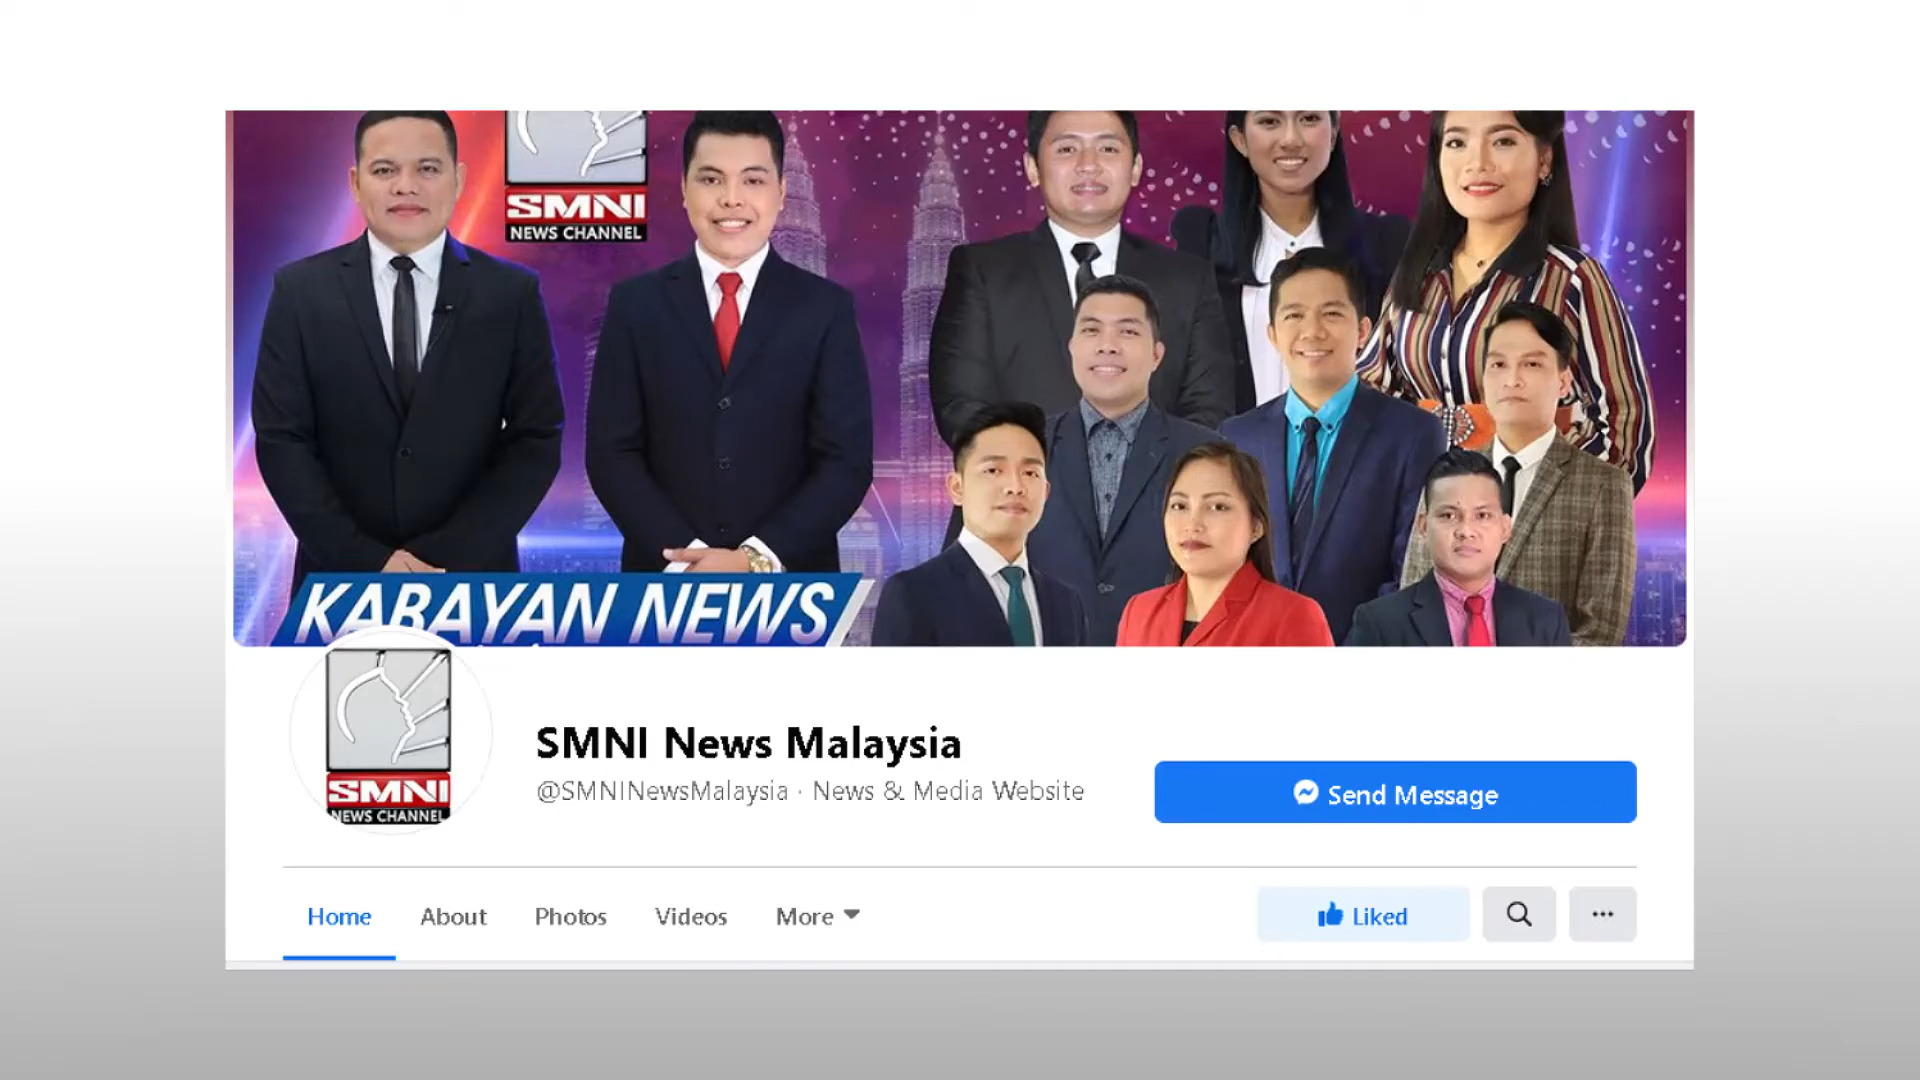 SMNI
NEWS CHANNEL
KABAYAN NEWS
SMNI
NEWS CHANNEL
SMNI News Malaysia
@SMNINewsMalaysia · News & Media Website
Send Message
Home About Photos Videos More
Liked